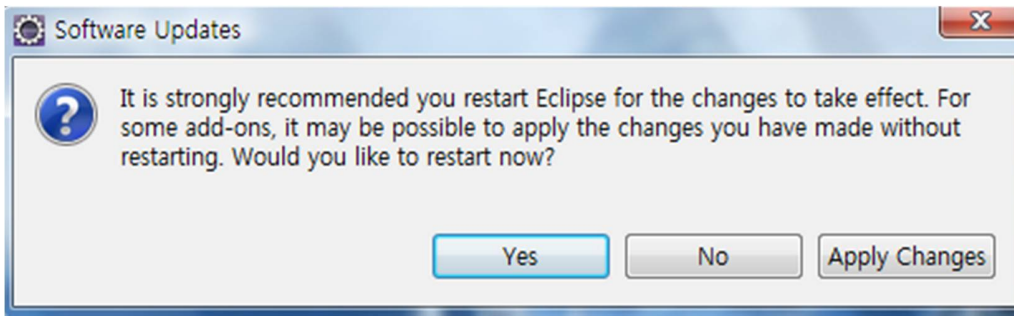 Software Updates
It is strongly recommended you restart Eclipse for the changes to take effect. For
some add-ons, it may be possible to apply the changes you have made without
restarting. Would you like to restart now?
Yes No Apply Changes